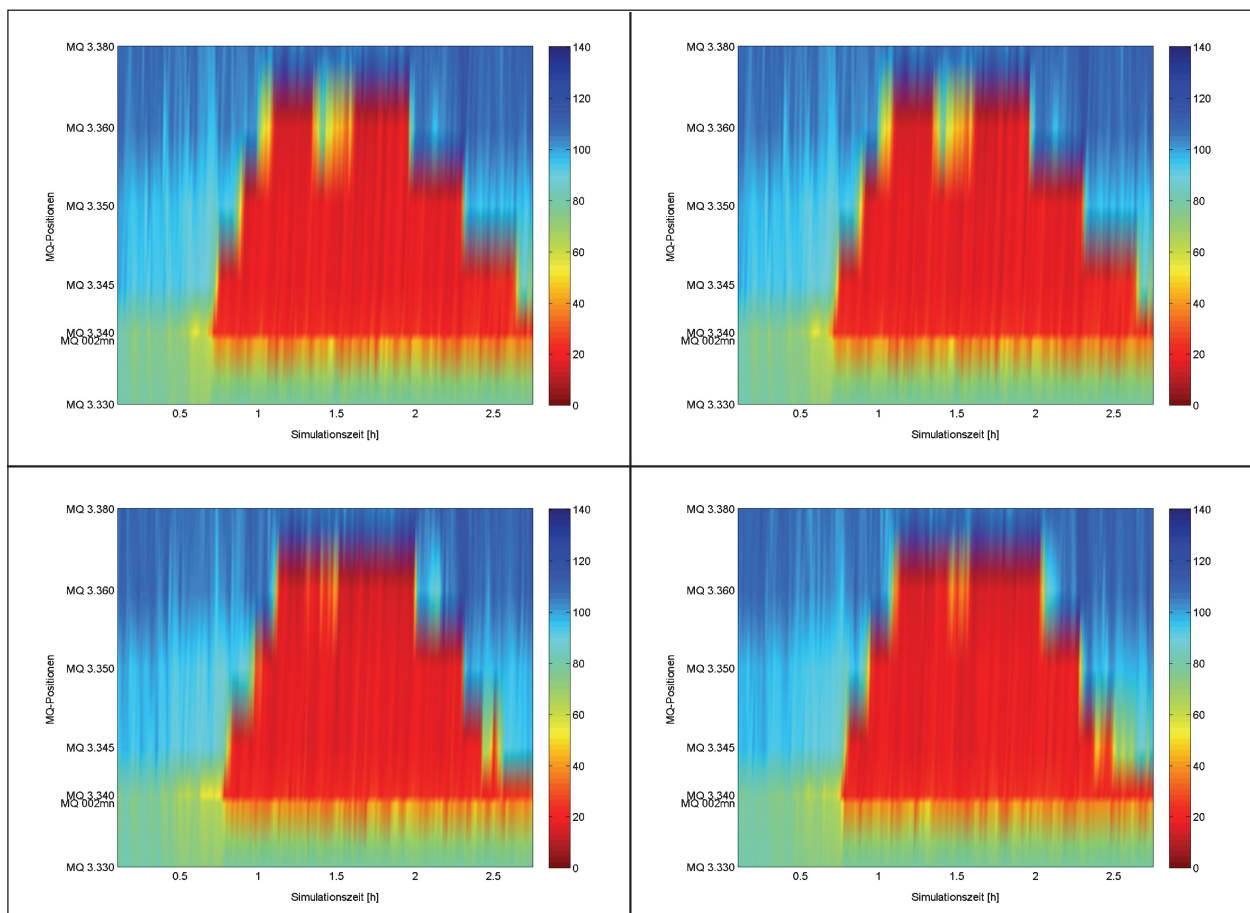 MQ 3.380
MQ 3.360
MQ 3.350
MQ 3.345
MQ 3.340
MQ 002mn
MQ 3.330
MQ-Positionen
0.5 1 1.5 2 2.5
Simulationszeit [h]
140
120
100
80
60
40
20
0
MQ 3.380
MQ 3.360
MQ 3.350
MQ 3.345
MQ 3.340
MQ 002mn
MQ 3.330
MQ-Positionen
0.5 1 1.5 2 2.5
Simulationszeit [h]
140
120
100
80
60
40
20
0
MQ 3.380
MQ 3.360
MQ 3.350
MQ 3.345
MQ 3.340
MQ 002mn
MQ 3.330
MQ-Positionen
0.5 1 1.5 2 2.5
Simulationszeit [h]
140
120
100
80
60
40
20
0
MQ 3.380
MQ 3.360
MQ 3.350
MQ 3.345
MQ 3.340
MQ 002mn
MQ 3.330
MQ-Positionen
0.5 1 1.5 2 2.5
Simulationszeit [h]
140
120
100
80
60
40
20
0